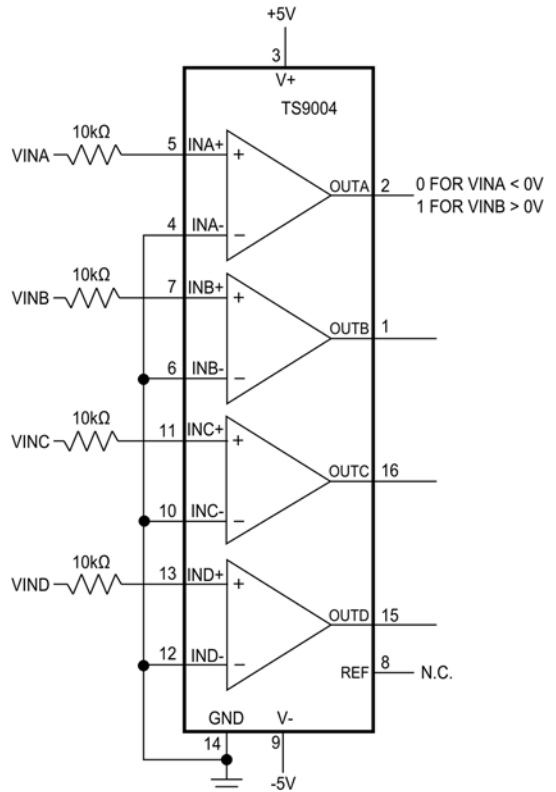 +5V
3
V+
TS9004
10kΩ
VINA
5
INA+
+
OUTA
2
0 FOR VINA < 0V
1 FOR VINB > 0V
4
INA-
−
10kΩ
VINB
7
INB+
+
OUTB
1
6
INB-
−
10kΩ
VINC
11
INC+
+
OUTC
16
10
INC-
−
10kΩ
VIND
13
IND+
+
OUTD
15
12
IND-
−
REF
8
N.C.
GND
V-
14
9
-5V